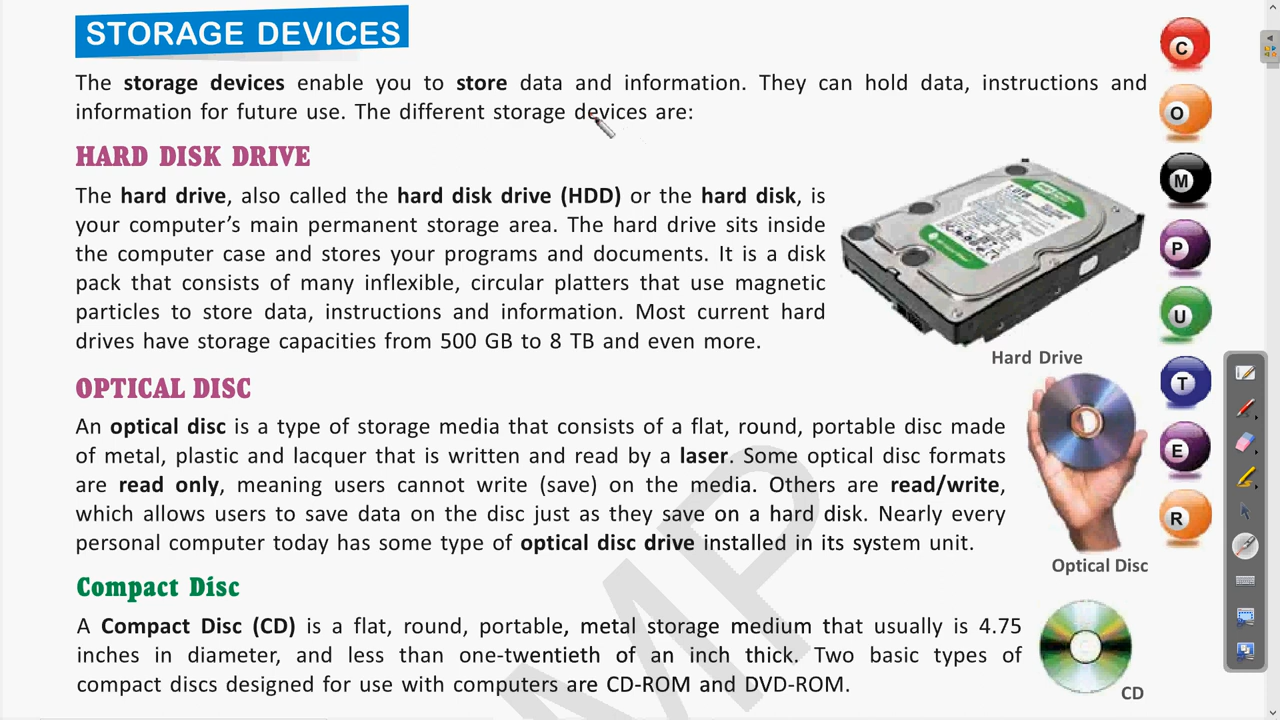 STORAGE DEVICES
The storage devices enable you to store data and information. They can hold data, instructions and
information for future use. The different storage devices are:
HARD DISK DRIVE
The hard drive, also called the hard disk drive (HDD) or the hard disk, is
your computer’s main permanent storage area. The hard drive sits inside
the computer case and stores your programs and documents. It is a disk
pack that consists of many inflexible, circular platters that use magnetic
particles to store data, instructions and information. Most current hard
drives have storage capacities from 500 GB to 8 TB and even more.
Hard Drive
OPTICAL DISC
An optical disc is a type of storage media that consists of a flat, round, portable disc made
of metal, plastic and lacquer that is written and read by a laser. Some optical disc formats
are read only, meaning users cannot write (save) on the media. Others are read/write,
which allows users to save data on the disc just as they save on a hard disk. Nearly every
personal computer today has some type of optical disc drive installed in its system unit.
Optical Disc
Compact Disc
A Compact Disc (CD) is a flat, round, portable, metal storage medium that usually is 4.75
inches in diameter, and less than one-twentieth of an inch thick. Two basic types of
compact discs designed for use with computers are CD-ROM and DVD-ROM.
CD
C
O
M
P
U
T
E
R
MP